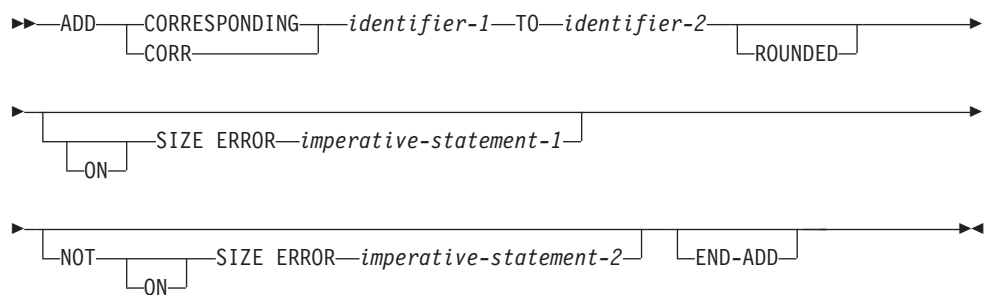 ADD CORRESPONDING identifier-1 TO identifier-2
CORR ROUNDED
SIZE ERROR imperative-statement-1
ON
NOT SIZE ERROR imperative-statement-2 END-ADD
ON